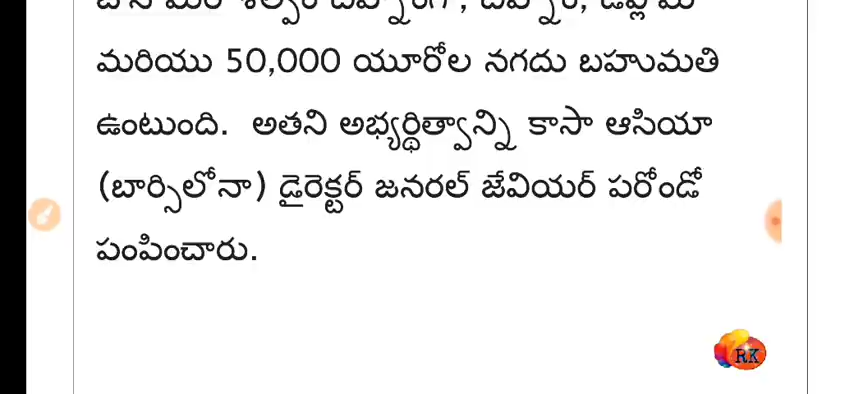 మరియు 50,000 యూరోల నగదు బహుమతి
ఉంటుంది. అతని అభ్యర్థిత్వాన్ని కాసా ఆసియా
(బార్సిలోనా) డైరెక్టర్ జనరల్ జేవియర్ పరోండో
పంపించారు.
RK